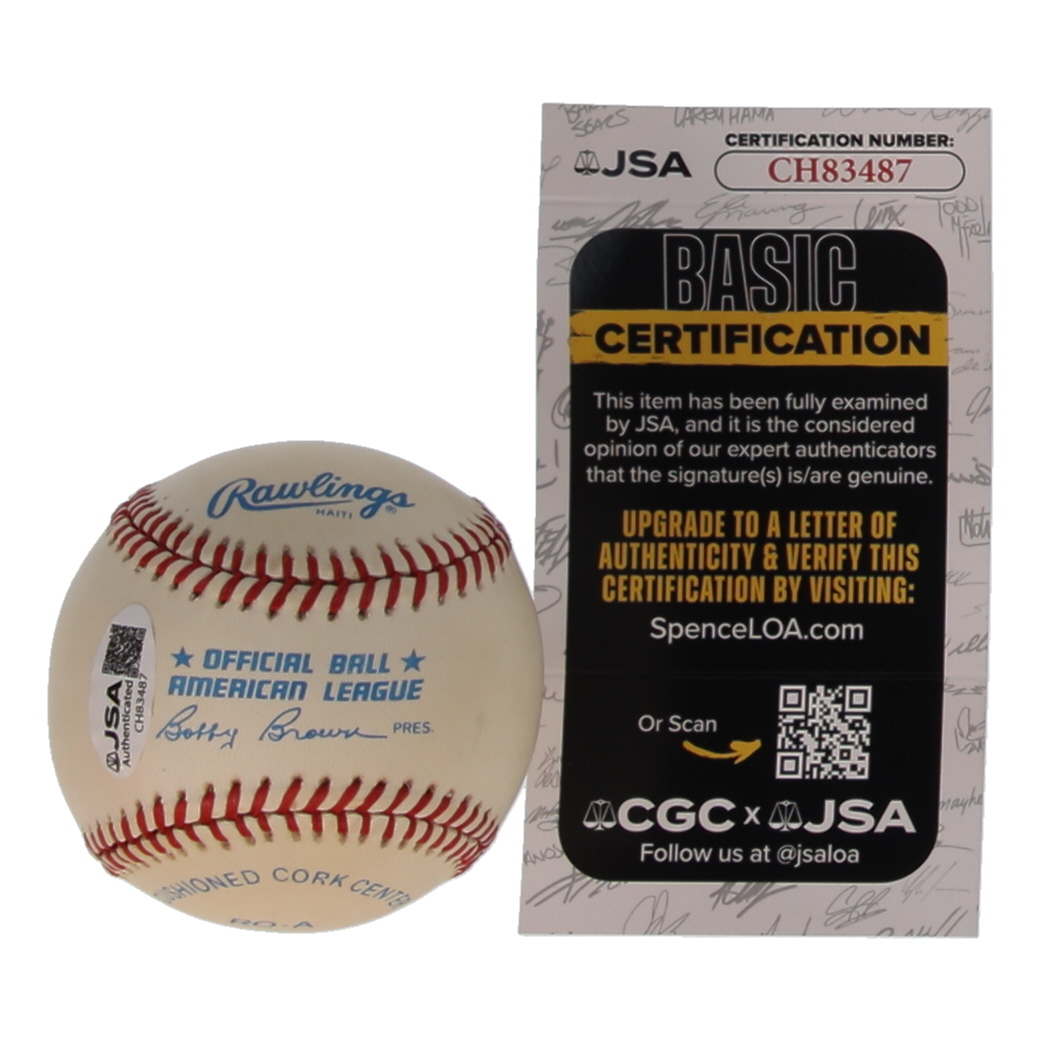 Rawlings®
HAITI
★ OFFICIAL BALL ★
AMERICAN LEAGUE
Bobby Brown PRES.
CORK
RO-A
JSA
Authenticated
CH83487
LARRY HAMA
JSA
CERTIFICATION NUMBER:
CH83487
BASIC
CERTIFICATION
This item has been fully examined
by JSA, and it is the considered
opinion of our expert authenticators
that the signature(s) is/are genuine.
UPGRADE TO A LETTER OF
AUTHENTICITY & VERIFY THIS
CERTIFICATION BY VISITING:
SpenceLOA.com
Or Scan
CGC x JSA
Follow us at @jsaloa